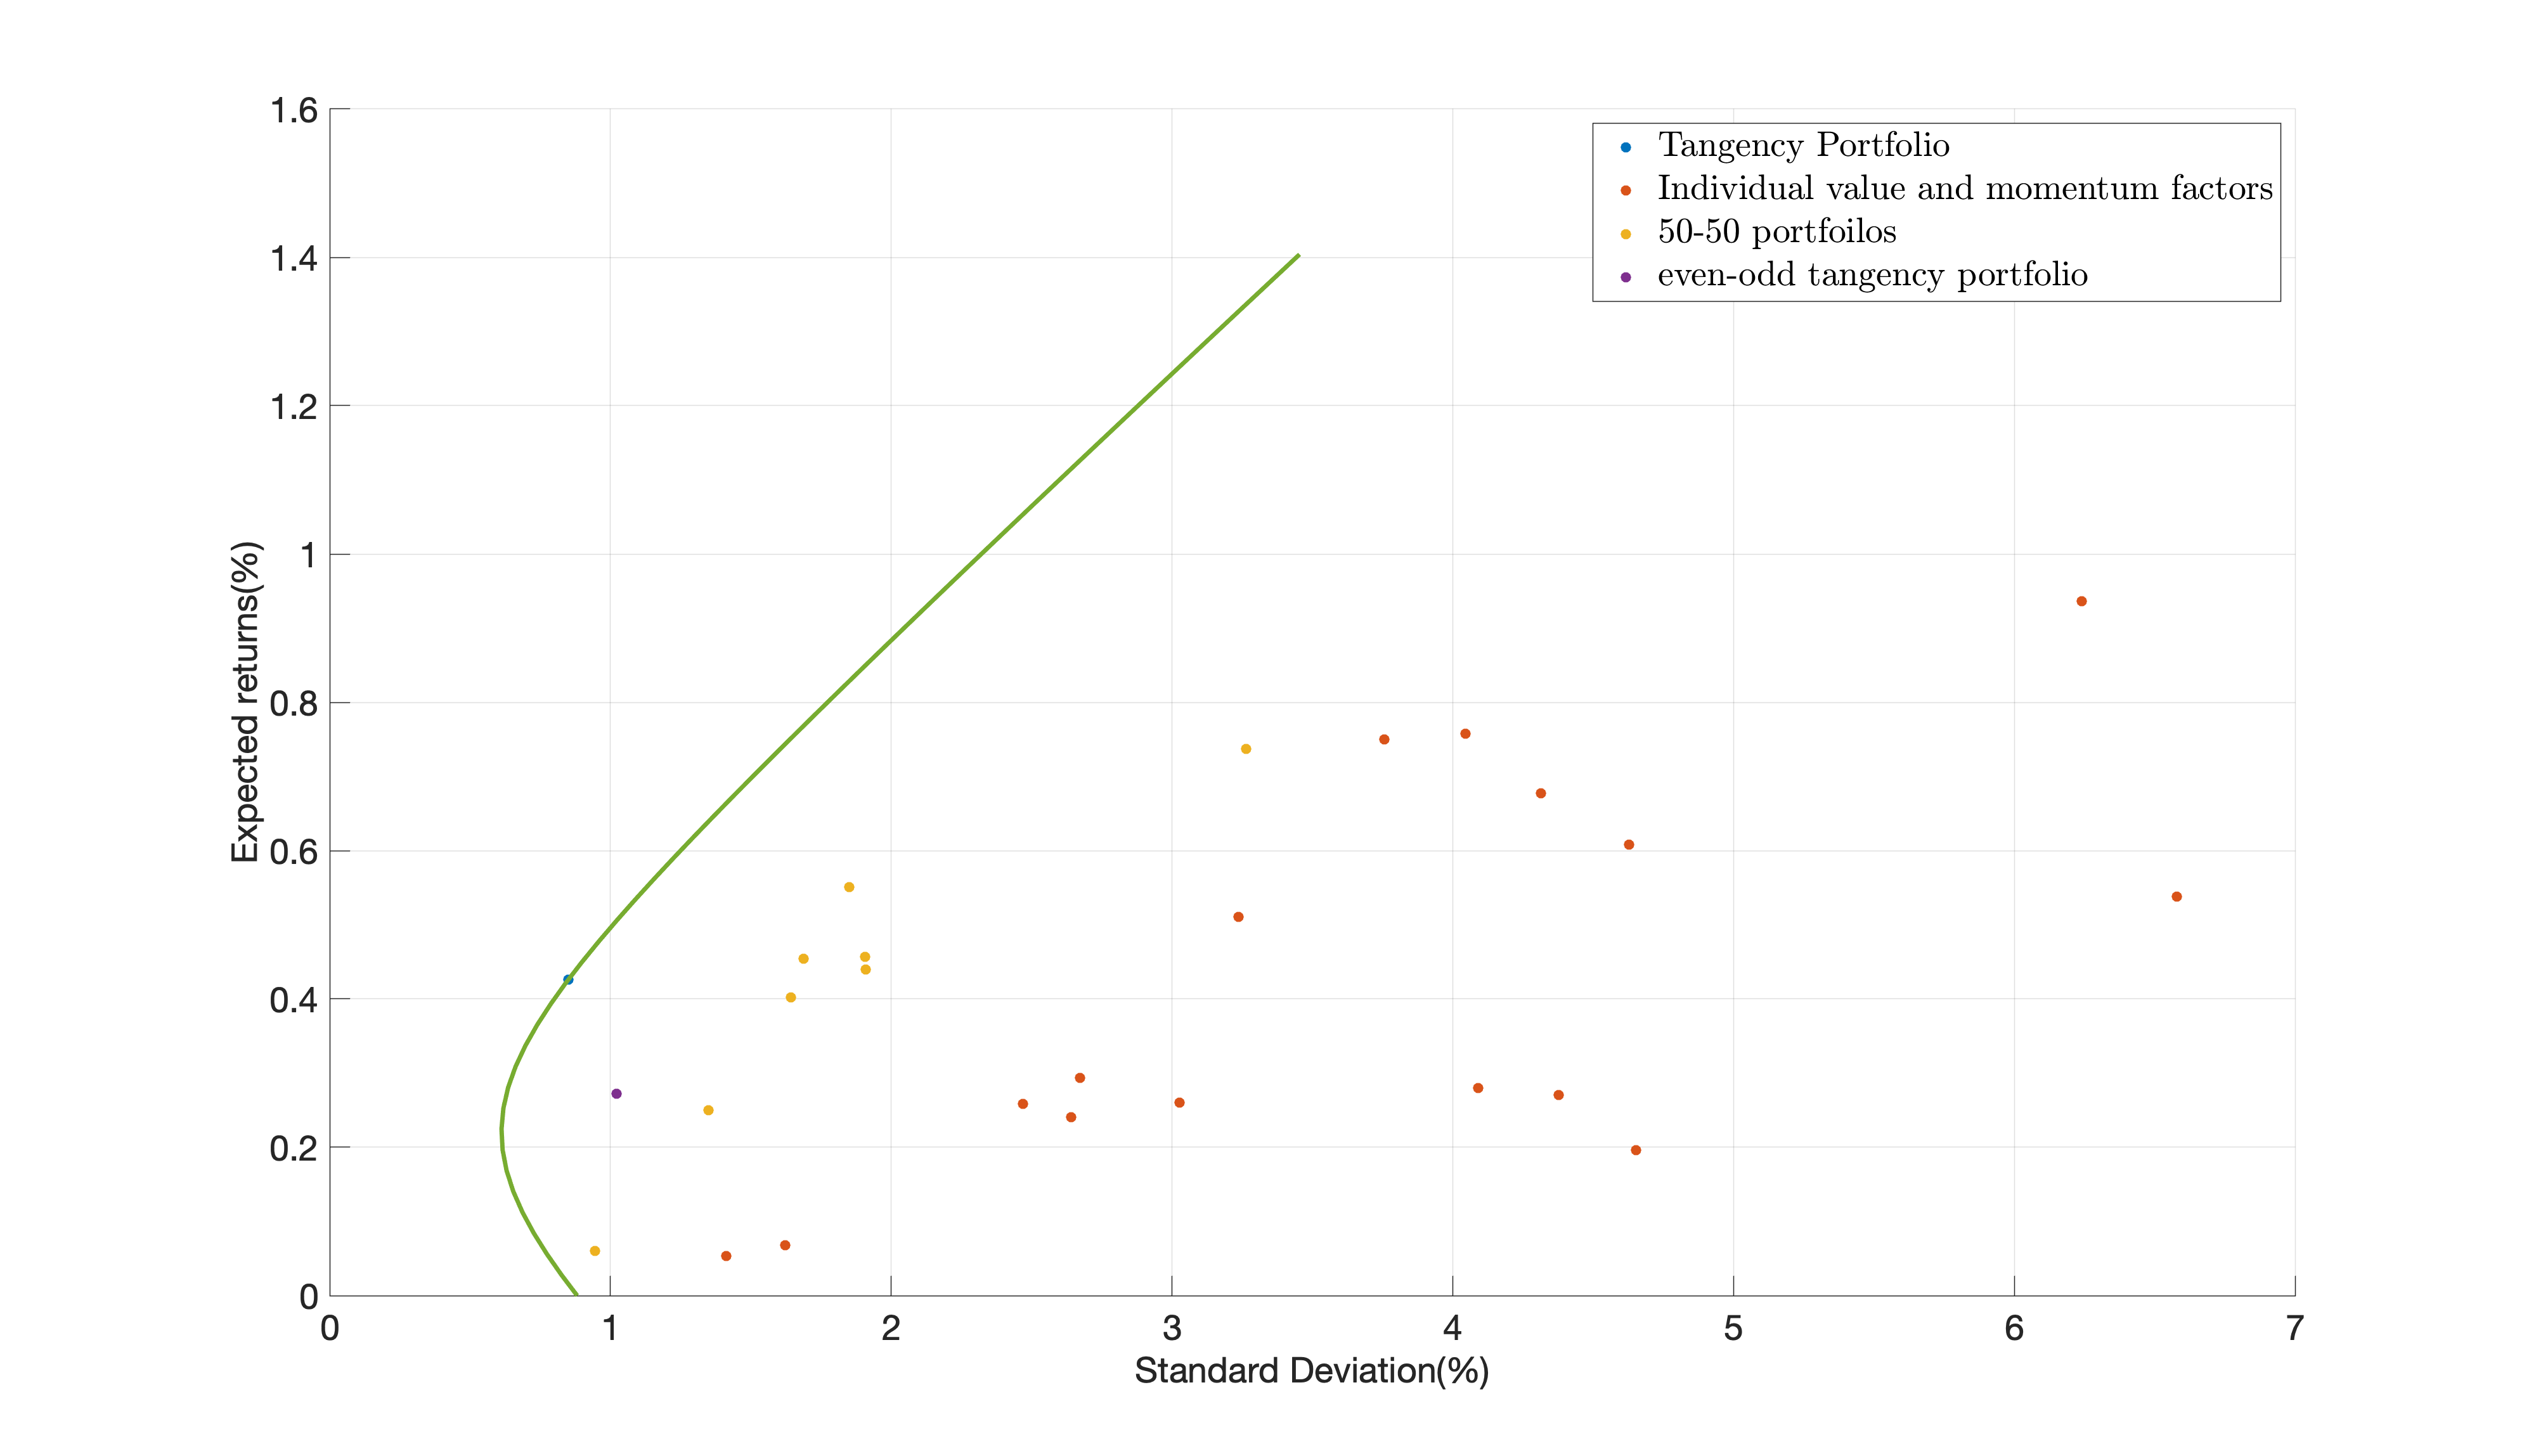 1.6
1.4
1.2
1
0.8
0.6
0.4
0.2
0
Expected returns(%)
Tangency Portfolio
Individual value and momentum factors
50-50 portfoilos
even-odd tangency portfolio
0 1 2 3 4 5 6 7
Standard Deviation(%)